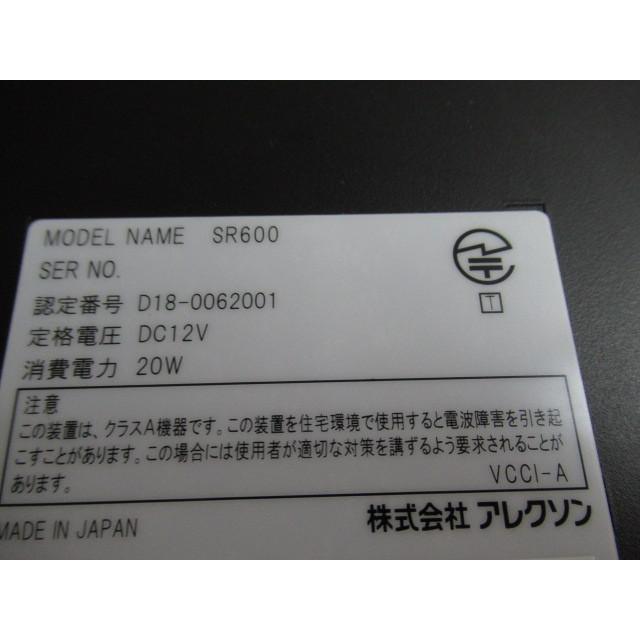 MODEL NAME SR600
SER NO.
認定番号 D18-0062001
T
定格電圧 DC12V
消費電力 20W
注意
この装置は、クラスA機器です。この装置を住宅環境で使用すると電波障害を引き起
こすことがあります。この場合には使用者が適切な対策を講ずるよう要求されることが
あります。
VCCI-A
MADE IN JAPAN
株式会社 アレクソン